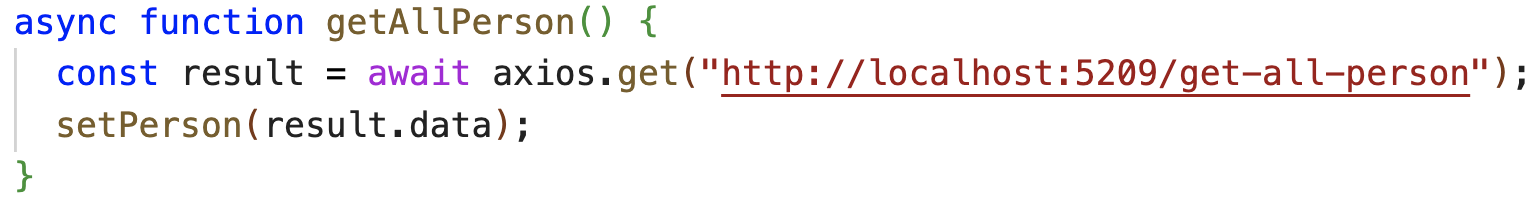 async function getAllPerson() {
  const result = await axios.get("http://localhost:5209/get-all-person");
  setPerson(result.data);
}